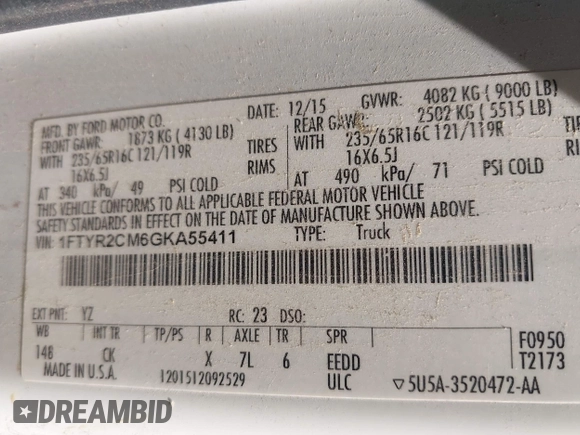 DATE: 12/15 GVWR: 4082 KG ( 9000 LB)
MFD. BY FORD MOTOR CO.
FRONT GAWR: 1873 KG ( 4130 LB) REAR GAWR: 2502 KG ( 5515 LB)
WITH 235/65R16C 121/119R TIRES WITH 235/65R16C 121/119R TIRES
16X6.5J RIMS 16X6.5J RIMS
AT 340 kPa/ 49 PSI COLD AT 490 kPa/ 71 PSI COLD
THIS VEHICLE CONFORMS TO ALL APPLICABLE FEDERAL MOTOR VEHICLE
SAFETY STANDARDS IN EFFECT ON THE DATE OF MANUFACTURE SHOWN ABOVE.
VIN: 1FTYR2CM6GKA55411 TYPE: Truck
EXT PNT: YZ RC: 23 DSO:
WB INT TR TP/PS R AXLE TR SPR F0950
148 CK X 7L 6 EEDD T2173
MADE IN U.S.A. 1201512092529 ULC ▽5U5A-3520472-AA
DREAMBID